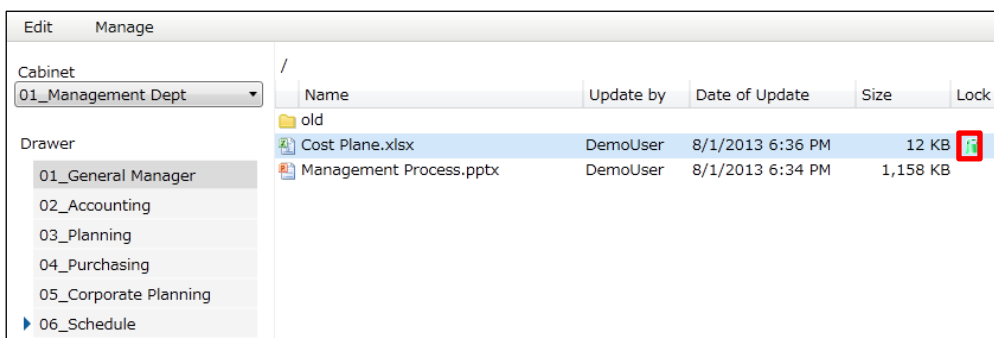 Edit Manage
/
Cabinet
01_Management Dept
Name Update by Date of Update Size Lock
old
Drawer
Cost Plane.xlsx DemoUser 8/1/2013 6:36 PM 12 KB
01_General Manager
Management Process.pptx DemoUser 8/1/2013 6:34 PM 1,158 KB
02_Accounting
03_Planning
04_Purchasing
05_Corporate Planning
06_Schedule